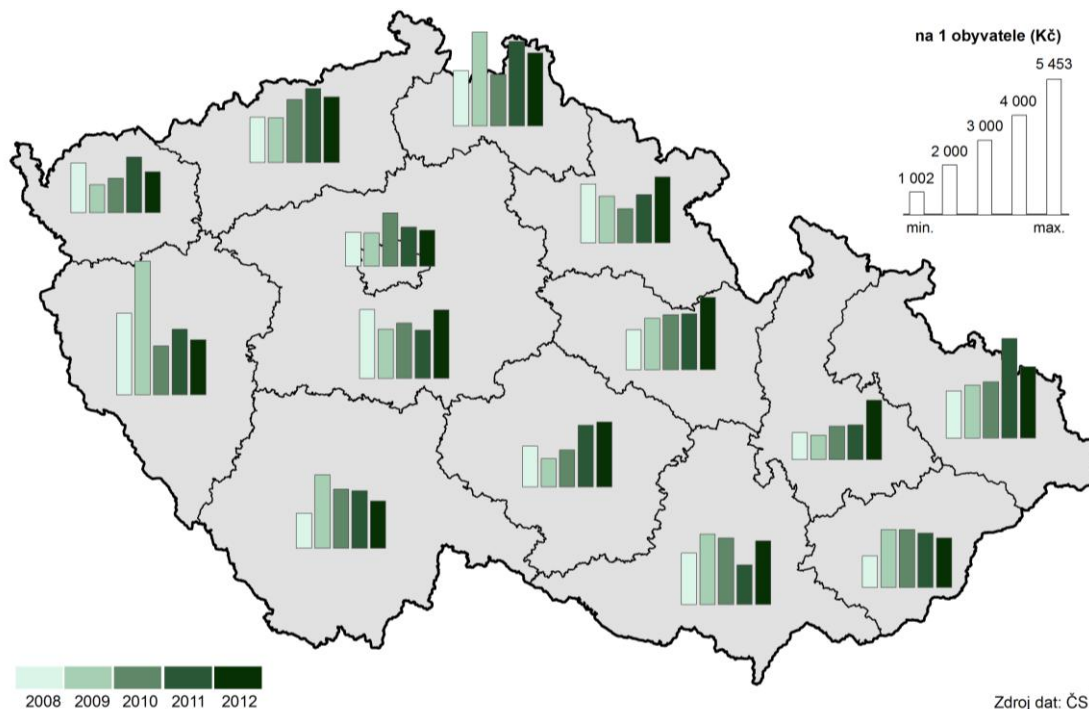 na 1 obyvatele (Kč)
5 453
4 000
3 000
2 000
1 002
min.
max.
2008 2009 2010 2011 2012
Zdroj dat: ČS